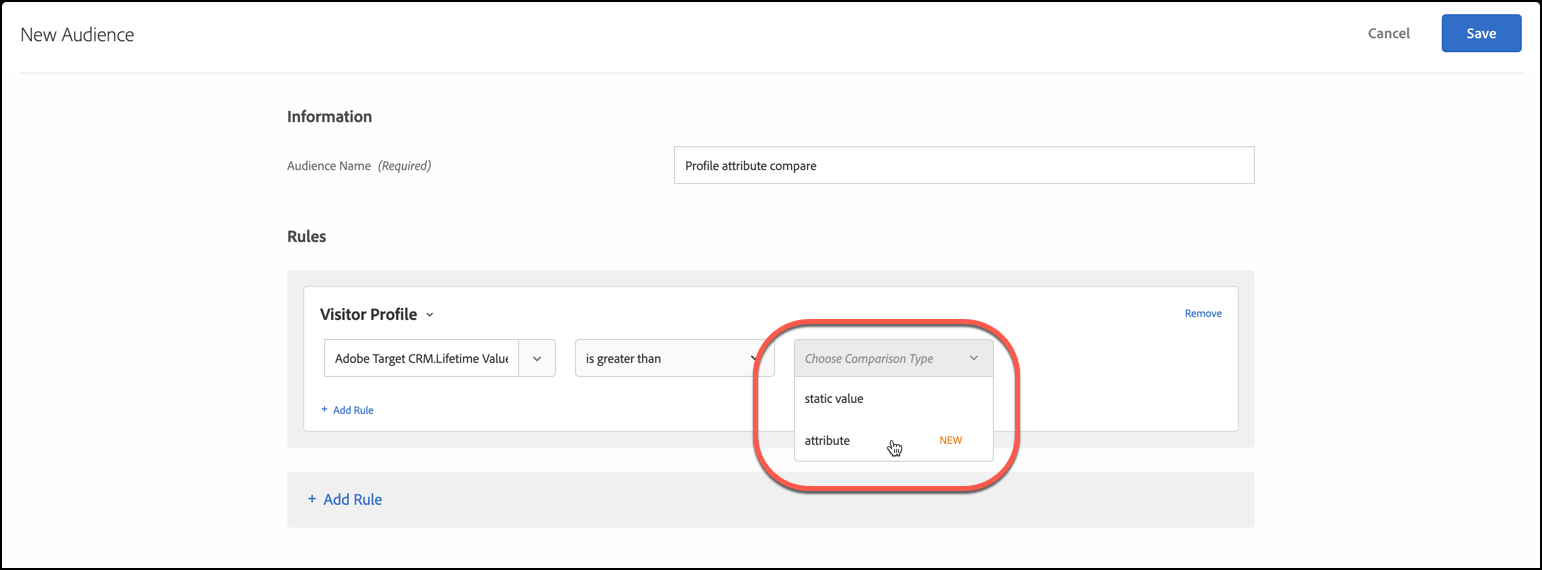 New Audience
Cancel
Save
Information
Audience Name (Required)
Profile attribute compare
Rules
Visitor Profile
Remove
Adobe Target CRM.Lifetime Value
is greater than
Choose Comparison Type
static value
+ Add Rule
attribute
NEW
+ Add Rule